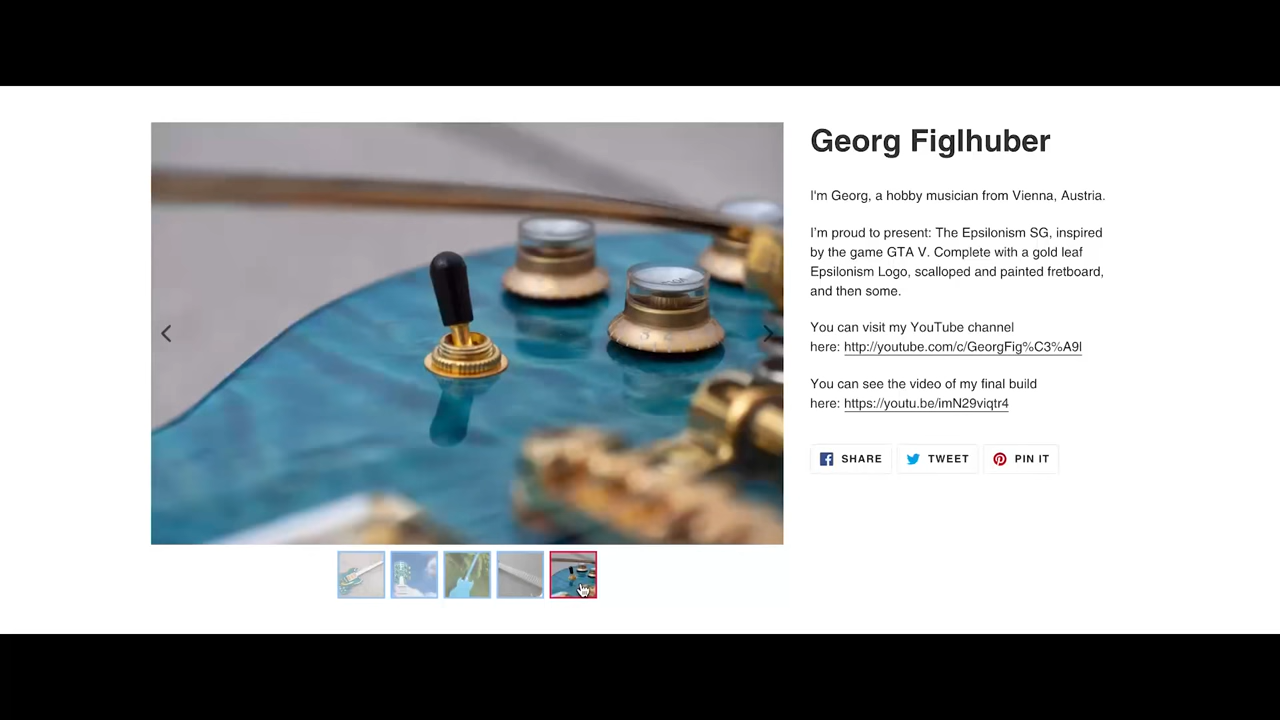 Georg Figlhuber
I'm Georg, a hobby musician from Vienna, Austria.
I'm proud to present: The Epsilonism SG, inspired
by the game GTA V. Complete with a gold leaf
Epsilonism Logo, scalloped and painted fretboard,
and then some.
You can visit my YouTube channel
here: http://youtube.com/c/GeorgFig%C3%A9l
You can see the video of my final build
here: https://youtu.be/imN29viqtr4
SHARE TWEET PIN IT